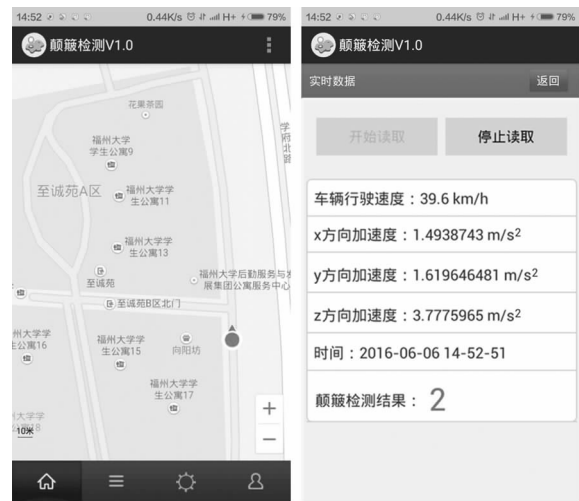 14:52 0.44K/s H+ 79%
颠簸检测V1.0
花果茶园
福州大学
学生公寓9
至诚苑A区
福州大学学
生公寓11
福州大学学
生公寓13
至诚苑
福州大学后勤服务与发
展集团公寓服务中心
至诚苑B区北门
州大学学
生公寓16
福州大学学
生公寓15
向阳坊
福州大学学
生公寓17
10米
学府北路
+
−
14:52 0.44K/s H+ 79%
颠簸检测V1.0
实时数据 返回
开始读取 停止读取
车辆行驶速度：39.6 km/h
x方向加速度：1.4938743 m/s²
y方向加速度：1.619646481 m/s²
z方向加速度：3.7775965 m/s²
时间：2016-06-06 14-52-51
颠簸检测结果： 2